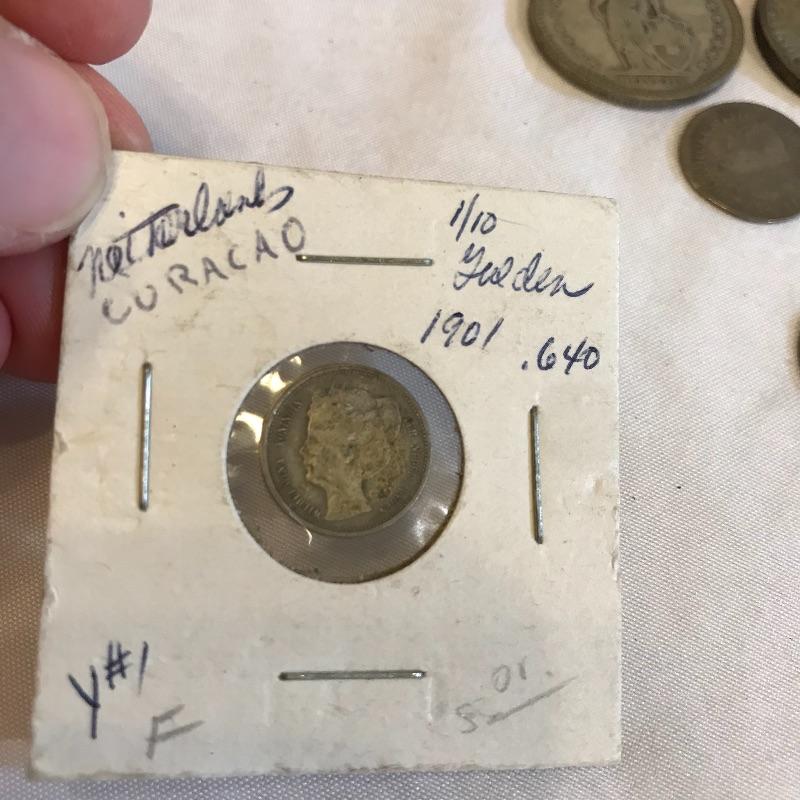 Netherlands
CURACAO
1/10
Gulden
1901 .640
Y#1
F